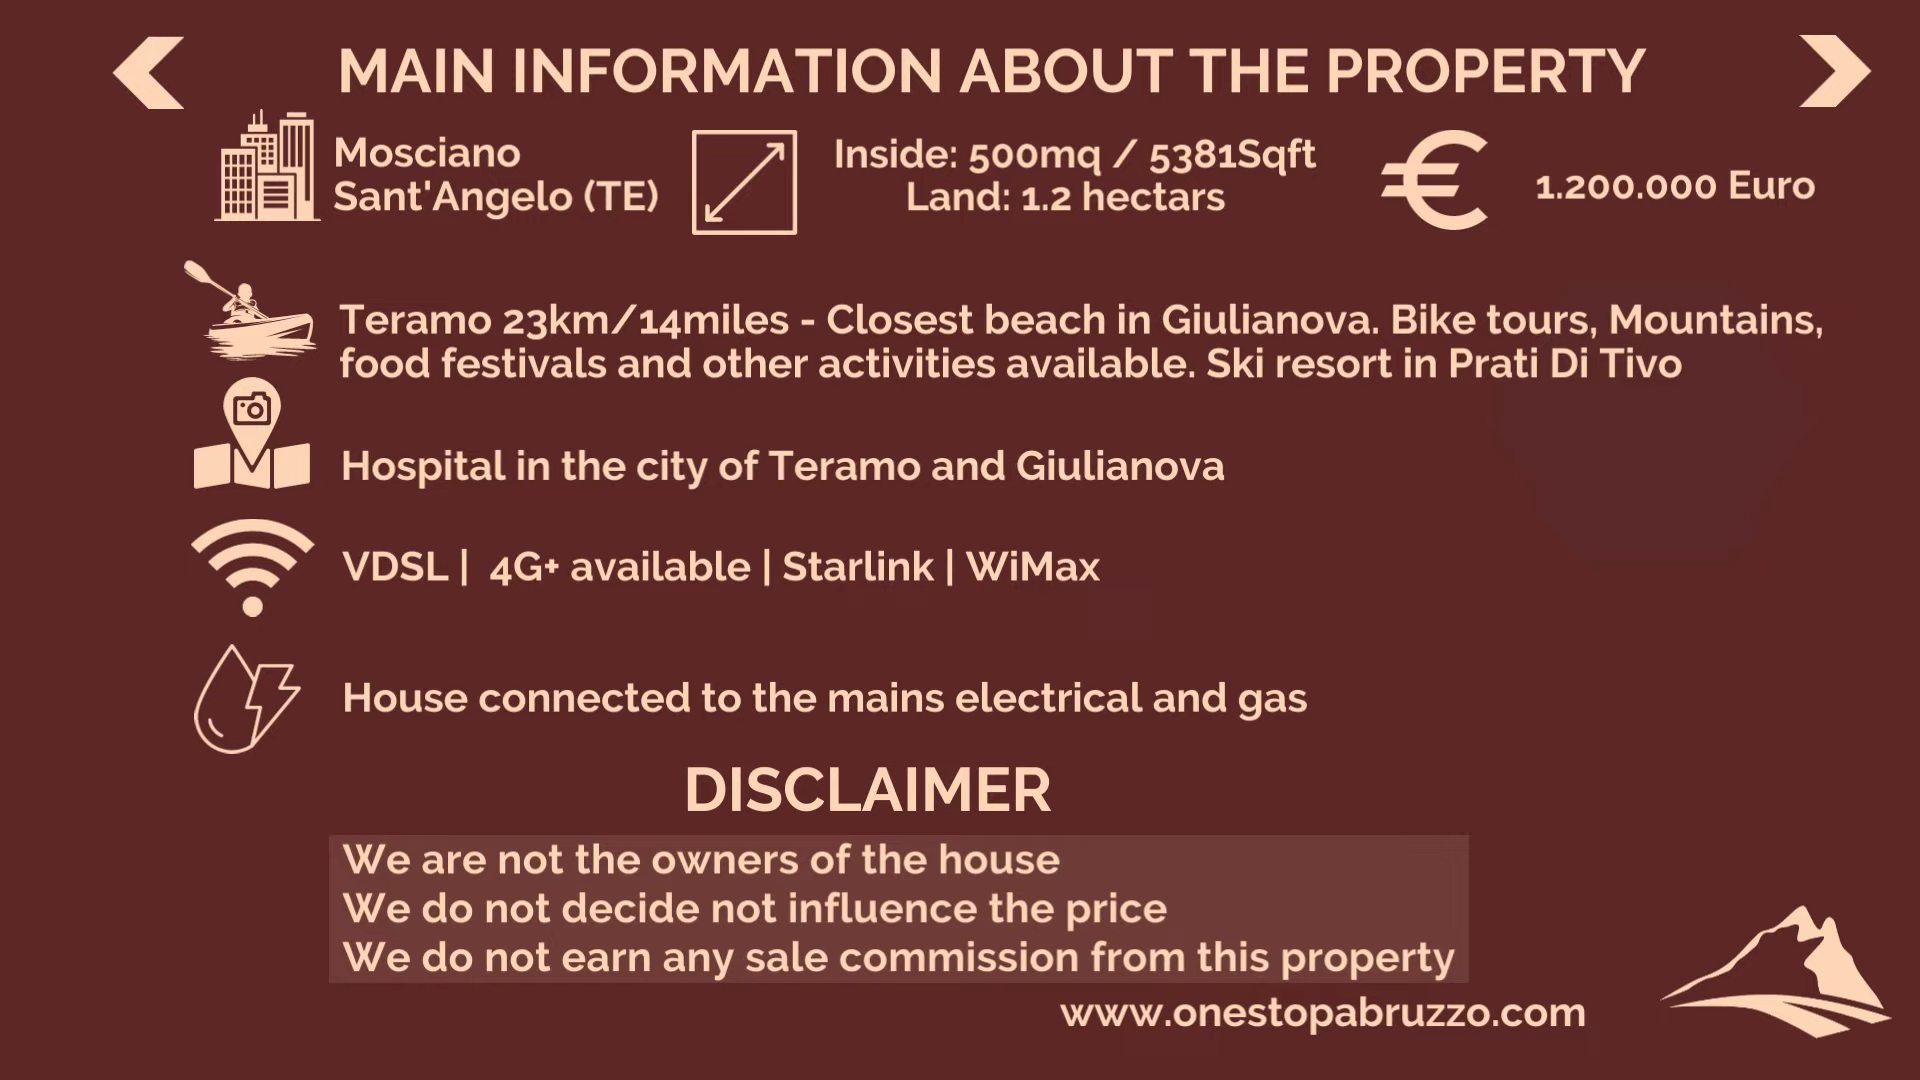 MAIN INFORMATION ABOUT THE PROPERTY
Mosciano
Sant'Angelo (TE)
Inside: 500mq / 5381Sqft
Land: 1.2 hectars
1.200.000 Euro
Teramo 23km/14miles - Closest beach in Giulianova. Bike tours, Mountains,
food festivals and other activities available. Ski resort in Prati Di Tivo
Hospital in the city of Teramo and Giulianova
VDSL | 4G+ available | Starlink | WiMax
House connected to the mains electrical and gas
DISCLAIMER
We are not the owners of the house
We do not decide not influence the price
We do not earn any sale commission from this property
www.onestopabruzzo.com